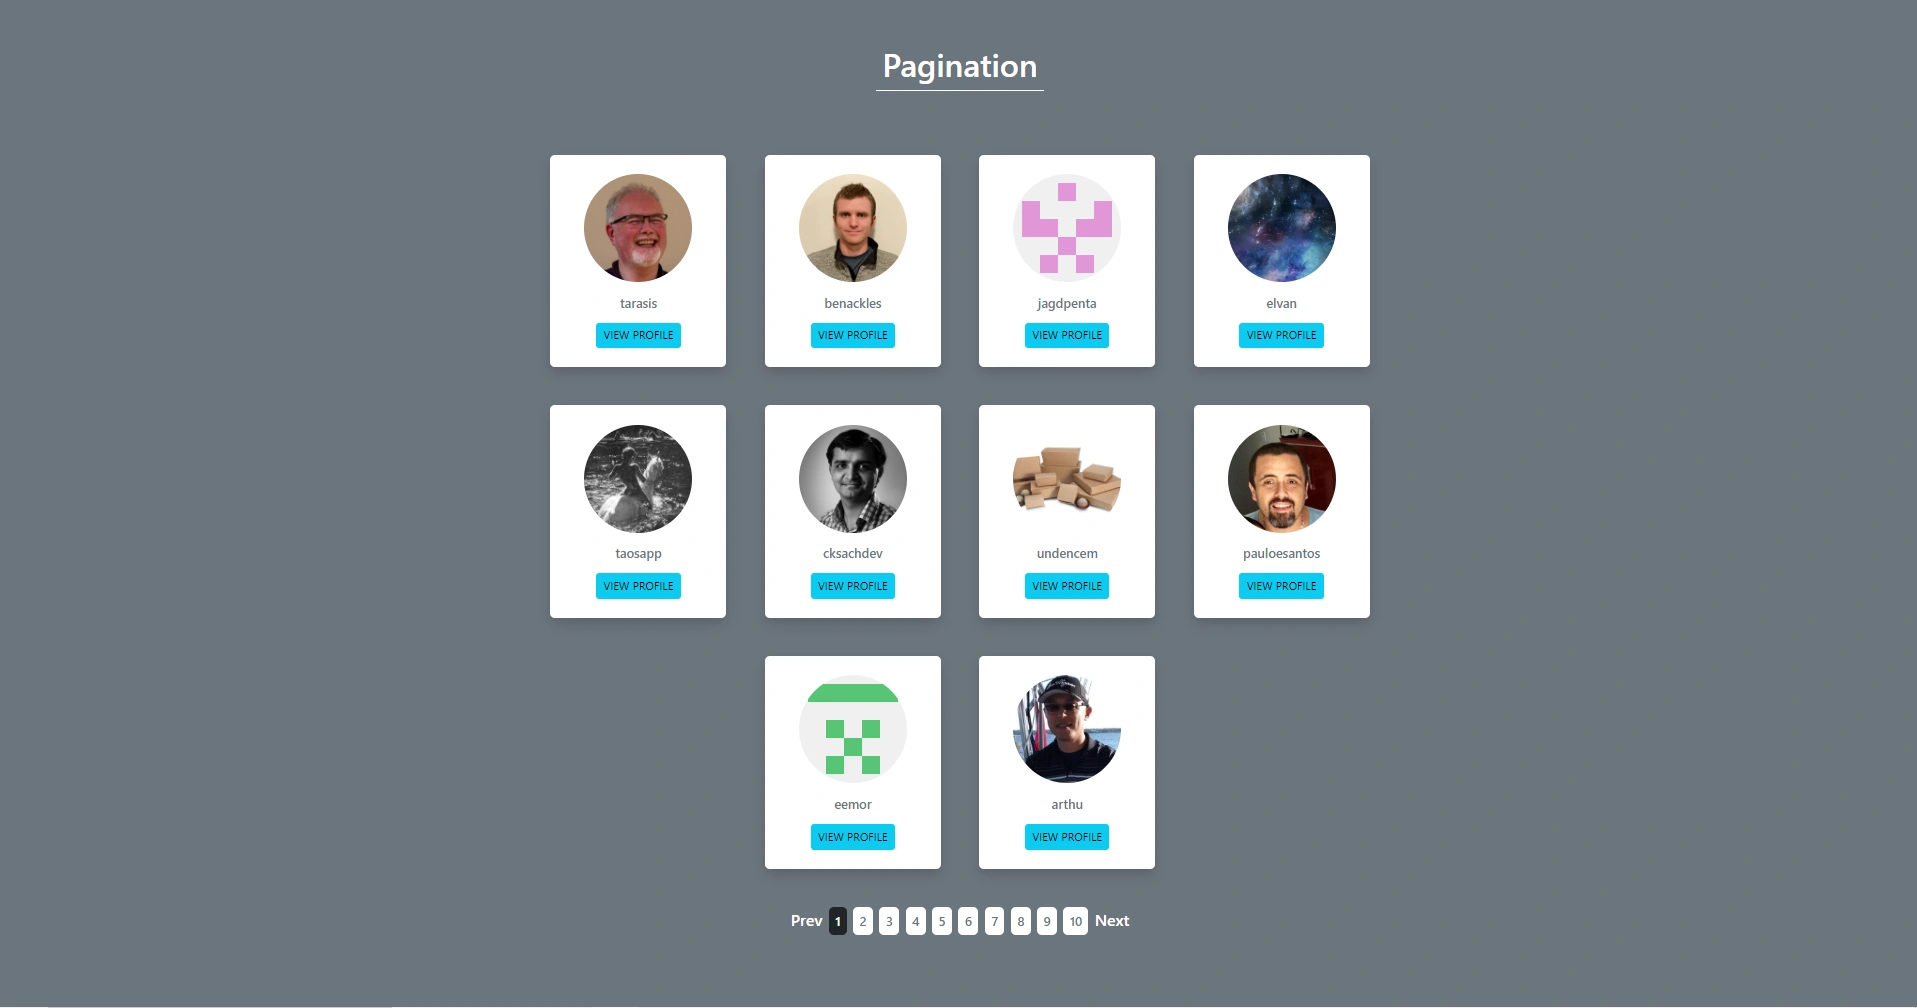 Pagination
tarasis
benackles
jagdpenta
elvan
VIEW PROFILE
VIEW PROFILE
VIEW PROFILE
VIEW PROFILE
taosapp
cksachdev
undencem
pauloesantos
VIEW PROFILE
VIEW PROFILE
VIEW PROFILE
VIEW PROFILE
eemor
arthu
VIEW PROFILE
VIEW PROFILE
Prev 1 2 3 4 5 6 7 8 9 10 Next